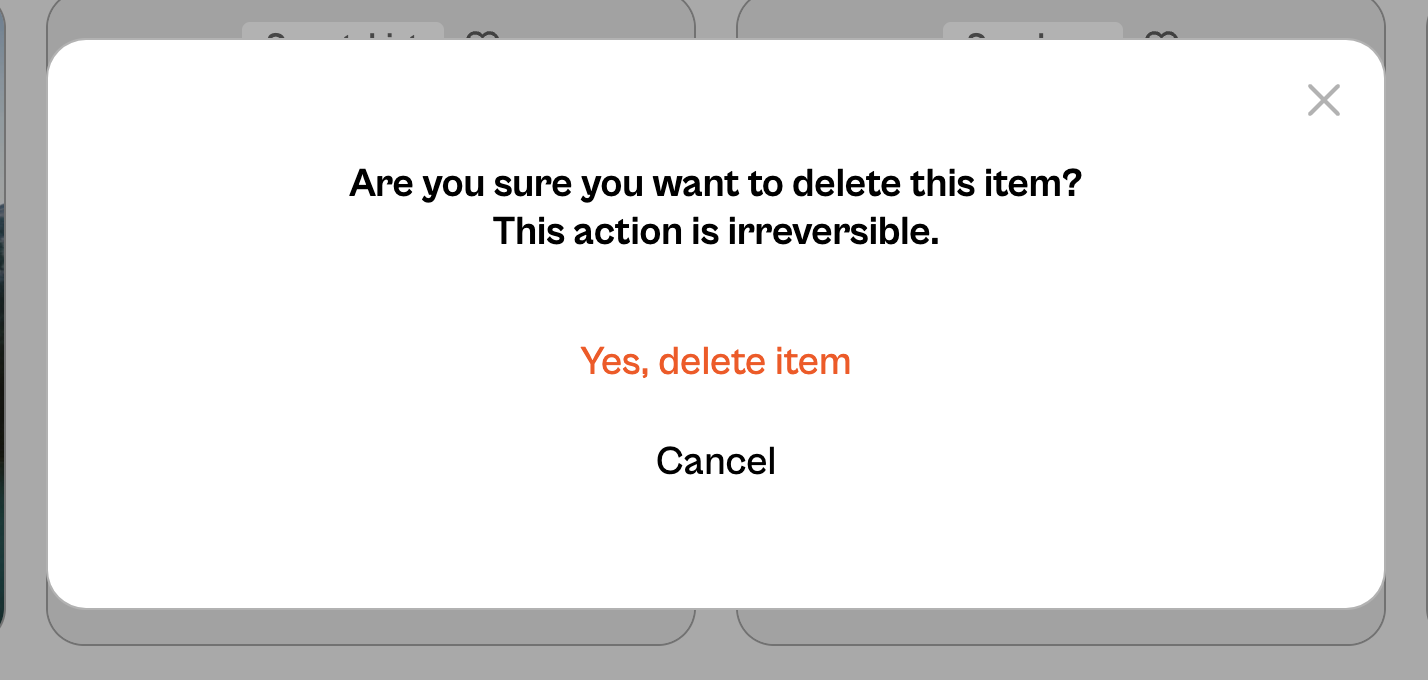 Are you sure you want to delete this item?
This action is irreversible.
Yes, delete item
Cancel